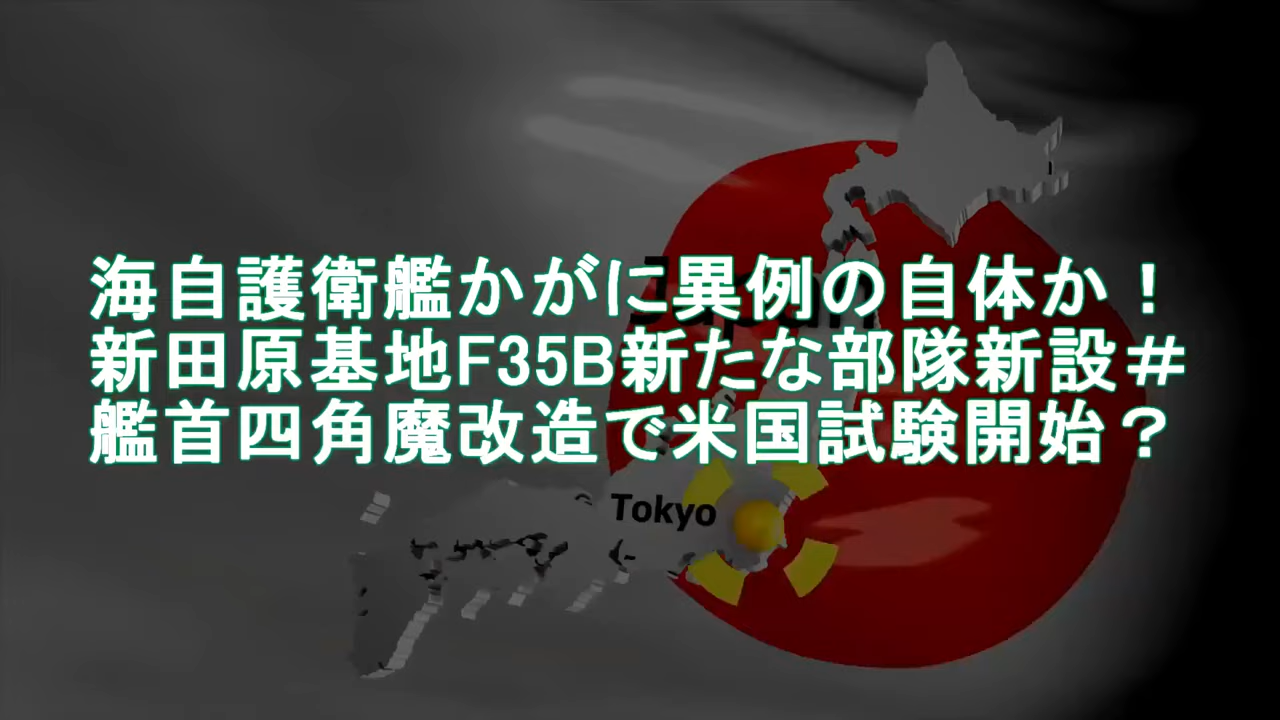 海自護衛艦かがに異例の自体か！
新田原基地F35B新たな部隊新設＃
艦首四角魔改造で米国試験開始？
Japan
Tokyo